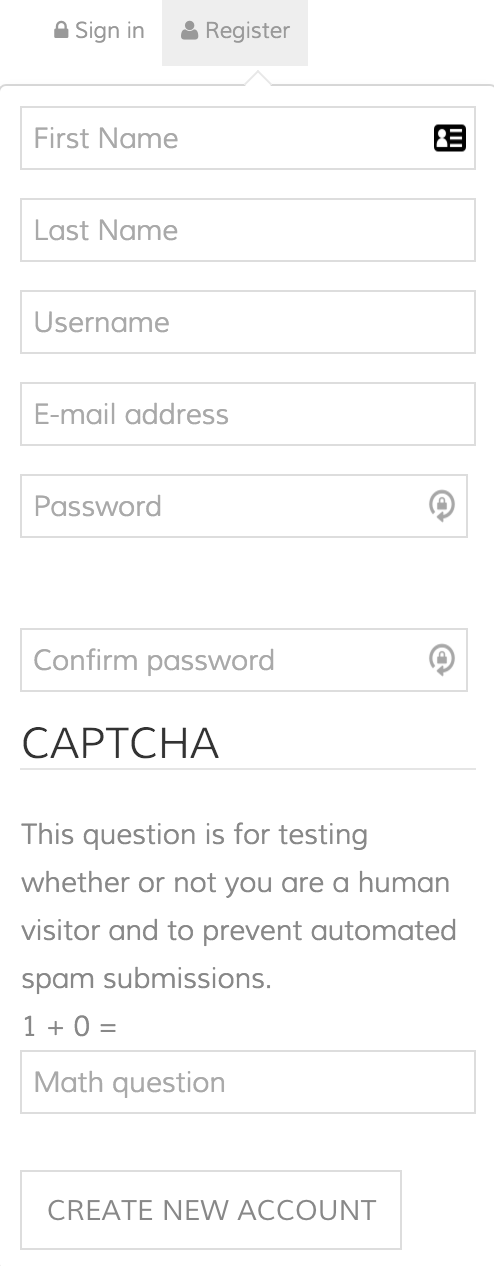 Sign in Register
First Name
Last Name
Username
E-mail address
Password
Confirm password
CAPTCHA
This question is for testing
whether or not you are a human
visitor and to prevent automated
spam submissions.
1 + 0 =
Math question
CREATE NEW ACCOUNT